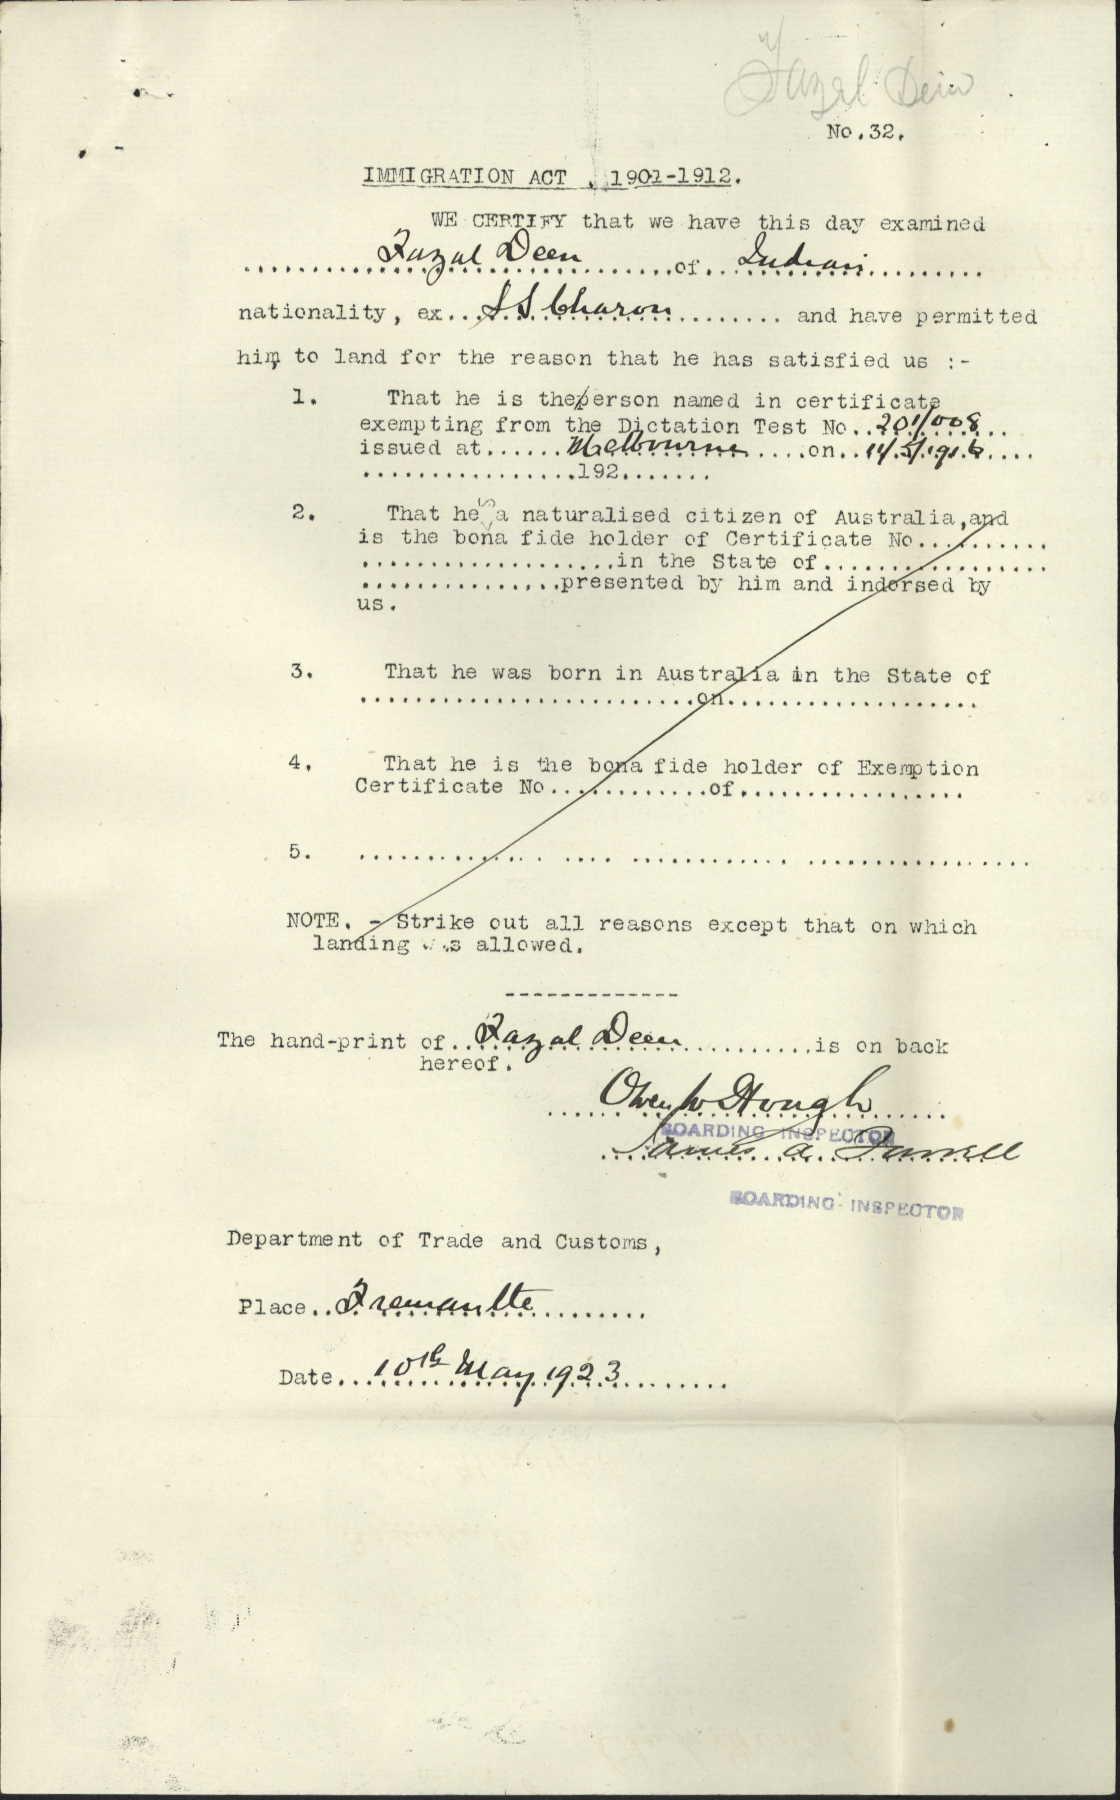 Fazal Dein
No.32.
IMMIGRATION ACT , 1901-1912.
WE CERTIFY that we have this day examined
Fazal Deen of Indian
nationality, ex S S Charon and have permitted
him to land for the reason that he has satisfied us :-
1. That he is the/person named in certificate
exempting from the Dictation Test No. 201/008
issued at Melbourne on 11/5/1916
192
2. That he s a naturalised citizen of Australia, and
is the bona fide holder of Certificate No
in the State of
presented by him and indorsed by
us.
3. That he was born in Australia in the State of
on
4. That he is the bona fide holder of Exemption
Certificate No of
5.
NOTE. - Strike out all reasons except that on which
landing was allowed.
-------------
The hand-print of Fazal Deen is on back
hereof.
Owen W Hough
BOARDING INSPECTOR
James A. Farrell
BOARDING INSPECTOR
Department of Trade and Customs,
Place Fremantle
Date 10th May 1923